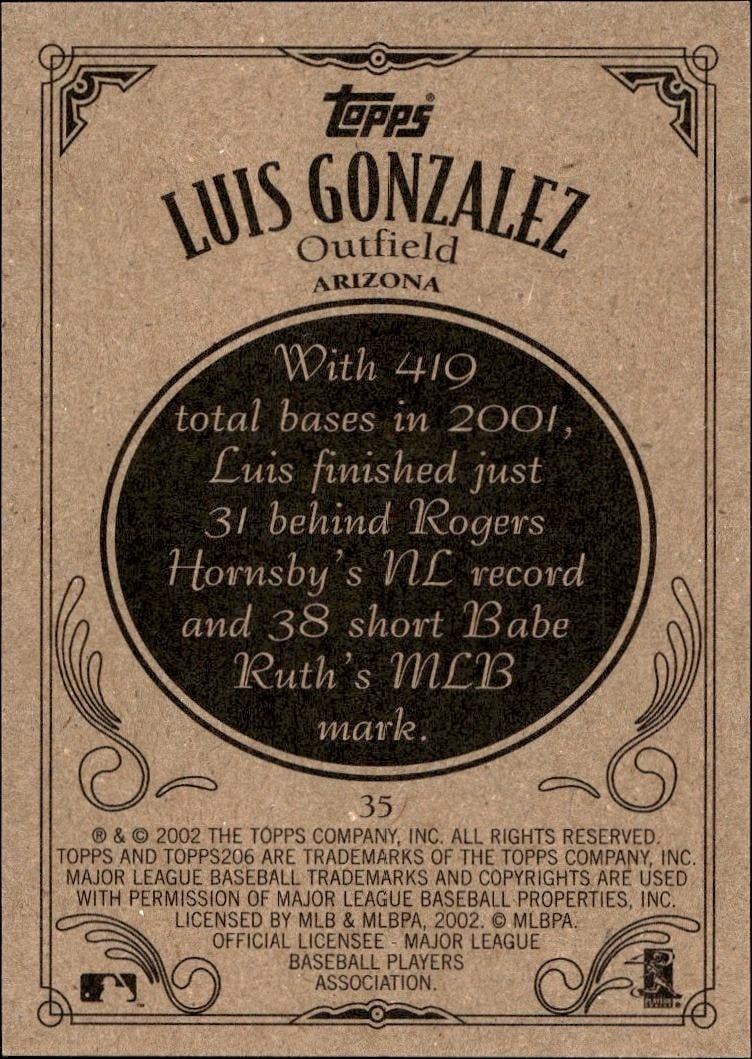 Topps®
LUIS GONZALEZ
Outfield
ARIZONA
With 419
total bases in 2001,
Luis finished just
31 behind Rogers
Hornsby's NL record
and 38 short Babe
Ruth's MLB
mark.
35
® & © 2002 THE TOPPS COMPANY, INC. ALL RIGHTS RESERVED.
TOPPS AND TOPPS206 ARE TRADEMARKS OF THE TOPPS COMPANY, INC.
MAJOR LEAGUE BASEBALL TRADEMARKS AND COPYRIGHTS ARE USED
WITH PERMISSION OF MAJOR LEAGUE BASEBALL PROPERTIES, INC.
LICENSED BY MLB & MLBPA, 2002. © MLBPA.
OFFICIAL LICENSEE - MAJOR LEAGUE
BASEBALL PLAYERS
ASSOCIATION.